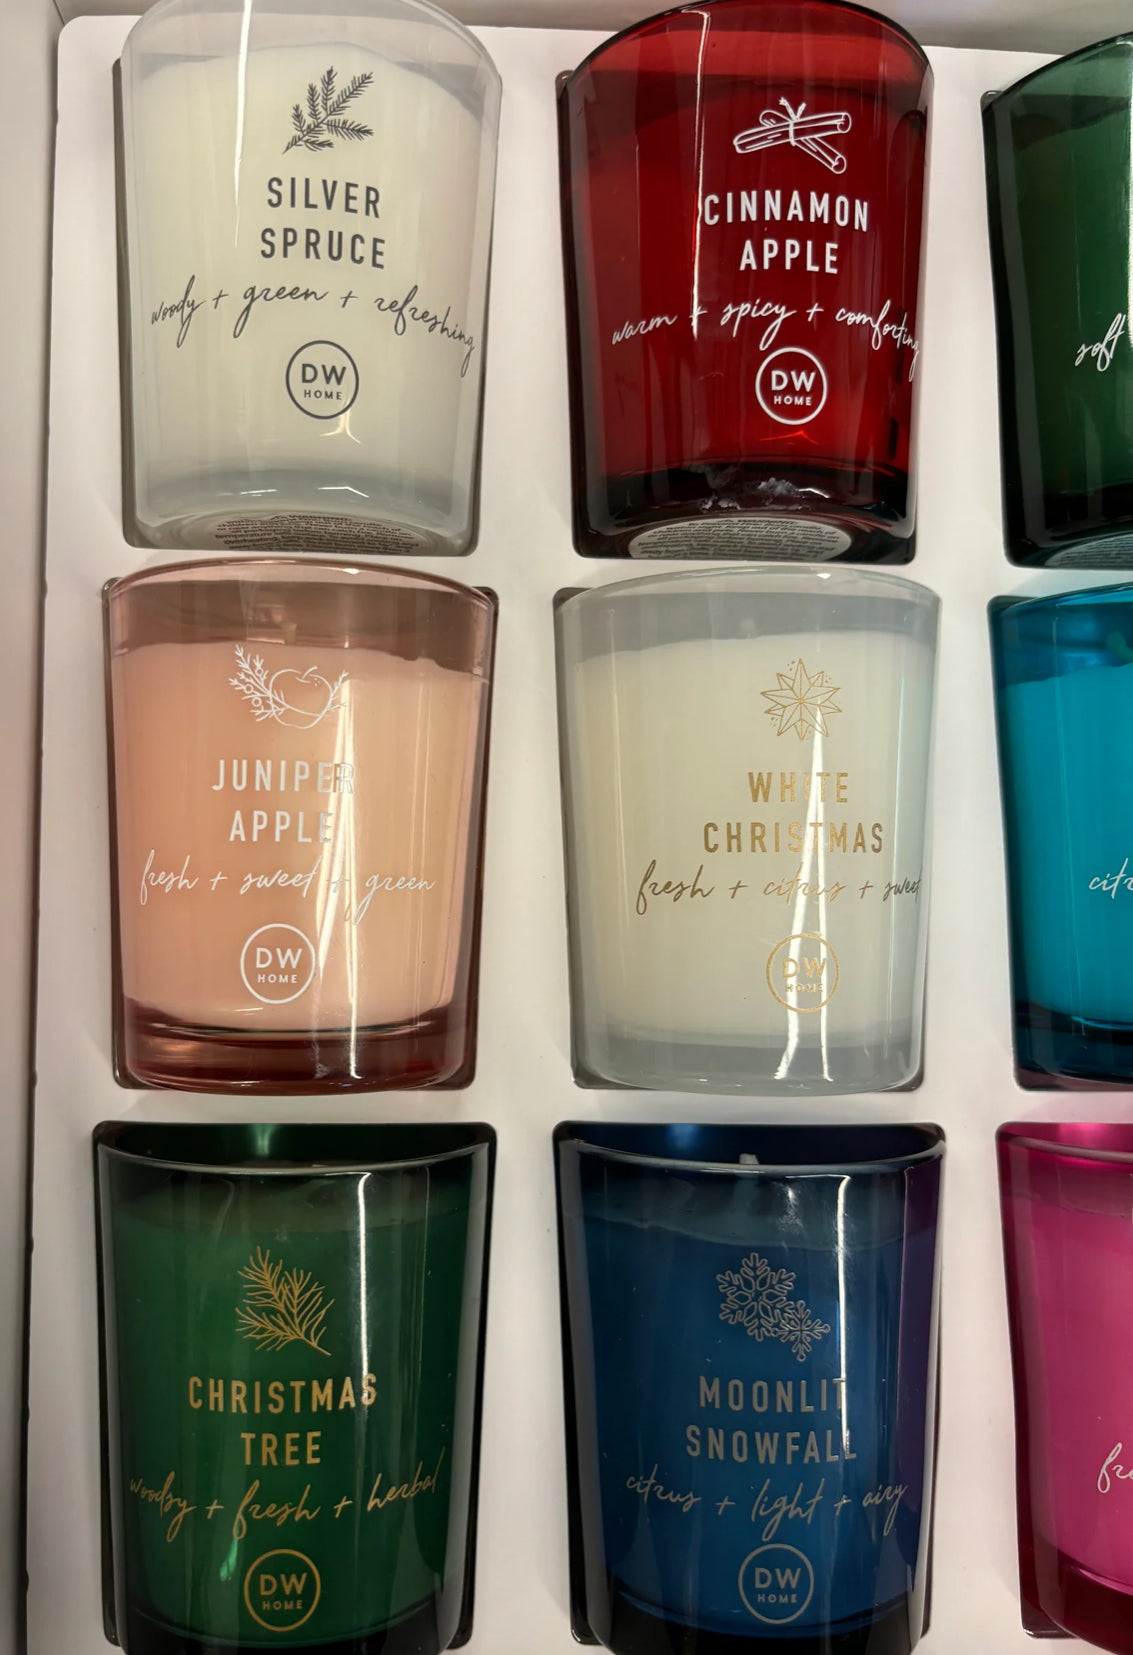 SILVER
SPRUCE
woody + green + refreshing
DW
HOME
CINNAMON
APPLE
warm + spicy + comforting
DW
HOME
soft
JUNIPER
APPLE
fresh + sweet + green
DW
HOME
WHITE
CHRISTMAS
fresh + citrus + sweet
DW
HOME
CHRISTMAS
TREE
woodsy + fresh + herbal
DW
HOME
MOONLIT
SNOWFALL
citrus + light + airy
DW
HOME